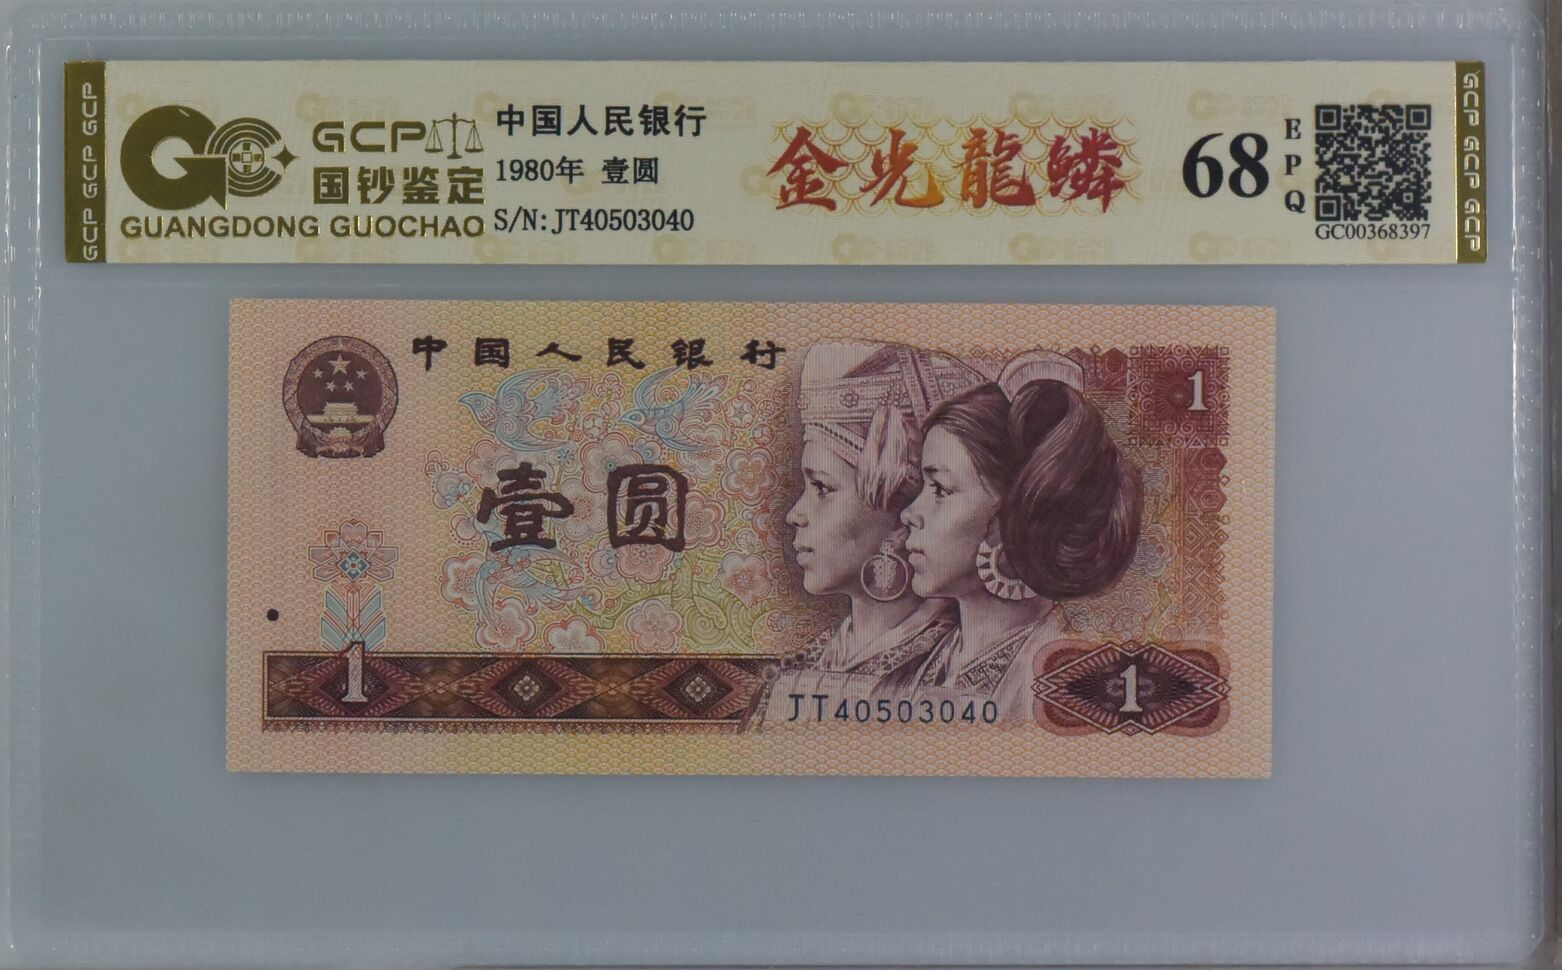 GCP GCP GCP
GCP
国钞鉴定
GUANGDONG GUOCHAO
中国人民银行
1980年 壹圆
S/N: JT40503040
金光龍鳞
68
EPQ
GC00368397
GCP GCP GCP
中国人民银行
1
壹圆
1
JT40503040
1